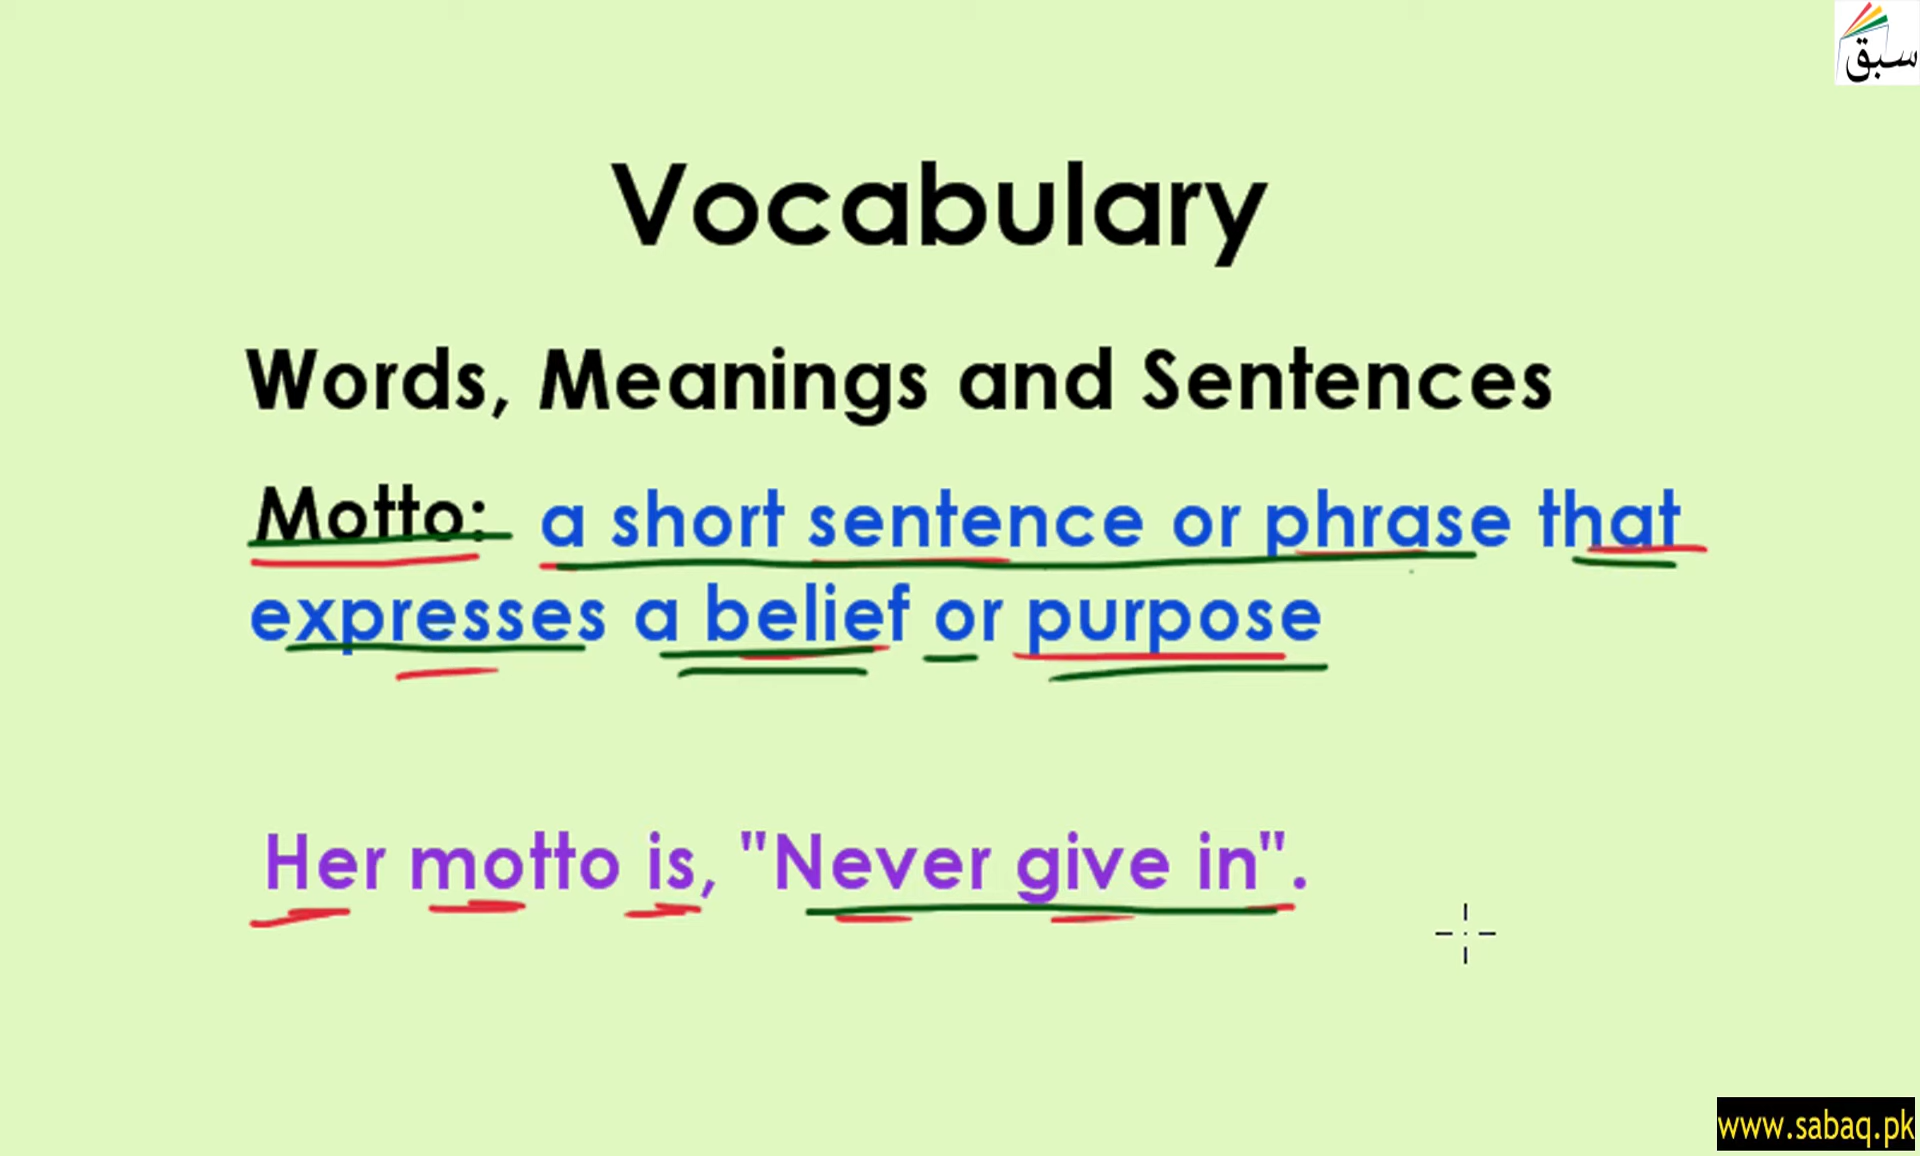 سبق
Vocabulary
Words, Meanings and Sentences
Motto: a short sentence or phrase that
expresses a belief or purpose
Her motto is, "Never give in".
www.sabaq.pk